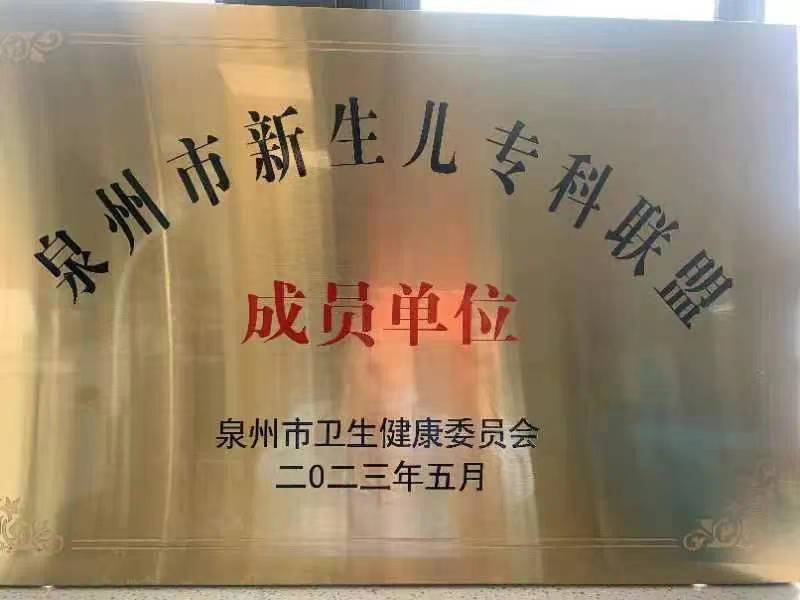 泉州市新生儿专科联盟
成员单位
泉州市卫生健康委员会
二0二三年五月